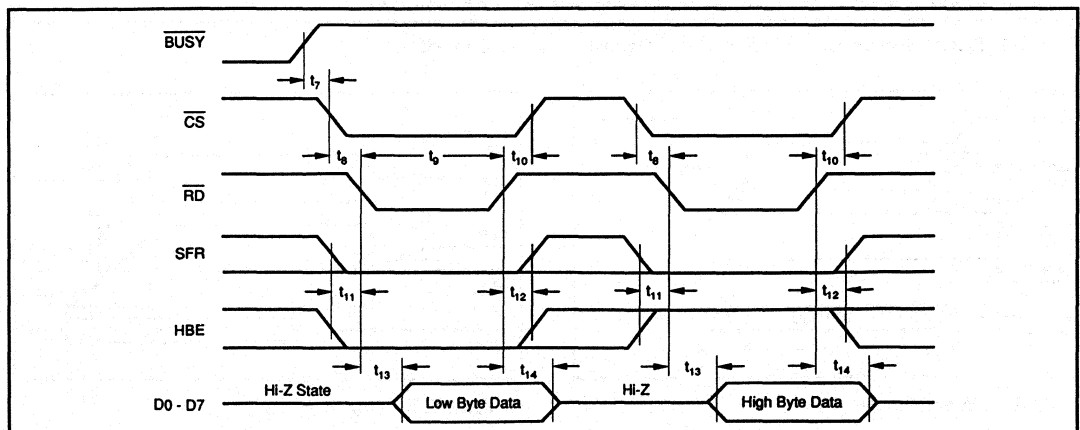 BUSY
t7
CS
t8 t9 t10 t8 t10
RD
SFR
t11 t12 t11 t12
HBE
t13 t14 t13 t14
Hi-Z State Hi-Z
D0 - D7 Low Byte Data High Byte Data